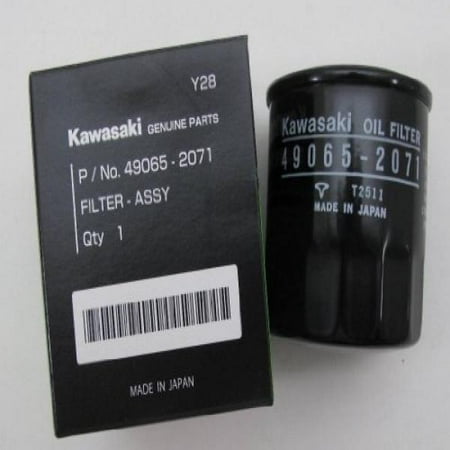 Y28
Kawasaki GENUINE PARTS
P / No. 49065 - 2071
FILTER - ASSY
Qty 1
MADE IN JAPAN
Kawasaki OIL FILTER
49065-2071
T2511
MADE IN JAPAN